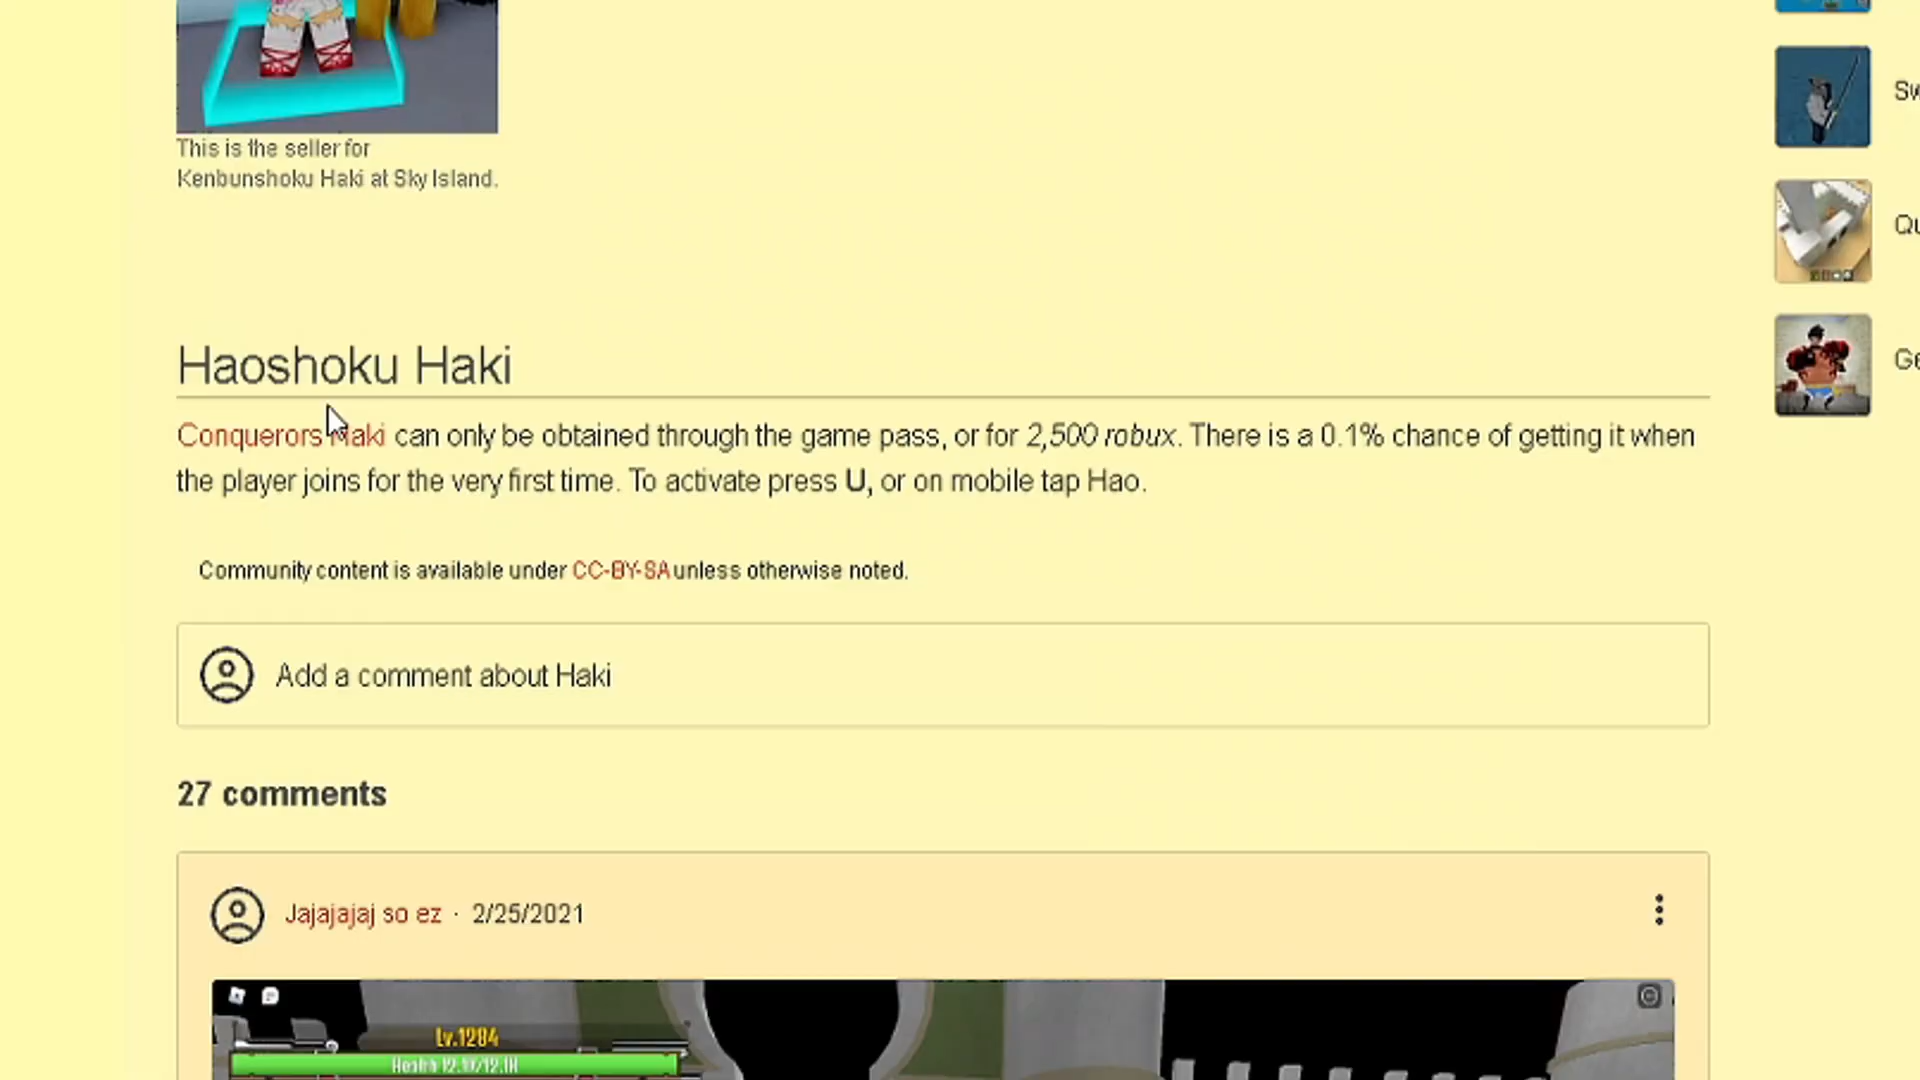 This is the seller for
Kenbunshoku Haki at Sky Island.
Haoshoku Haki
Conquerors Haki can only be obtained through the game pass, or for 2,500 robux. There is a 0.1% chance of getting it when
the player joins for the very first time. To activate press U, or on mobile tap Hao.
Community content is available under CC-BY-SA unless otherwise noted.
Add a comment about Haki
27 comments
Jajajajaj so ez · 2/25/2021
Lv.1284
Sw
Qu
Ge